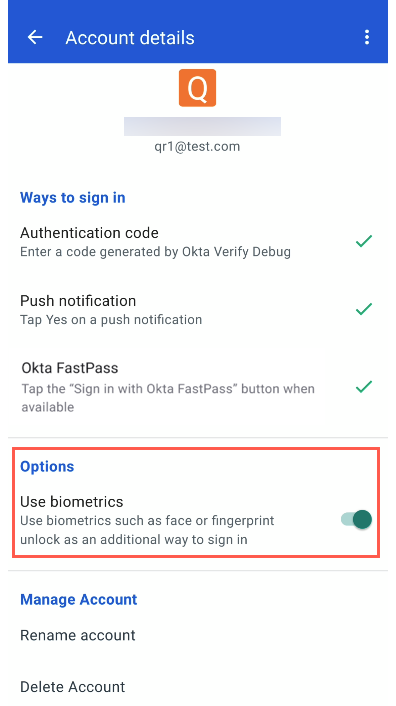 Account details
Q
qr1@test.com
Ways to sign in
Authentication code
Enter a code generated by Okta Verify Debug
Push notification
Tap Yes on a push notification
Okta FastPass
Tap the “Sign in with Okta FastPass” button when
available
Options
Use biometrics
Use biometrics such as face or fingerprint
unlock as an additional way to sign in
Manage Account
Rename account
Delete Account